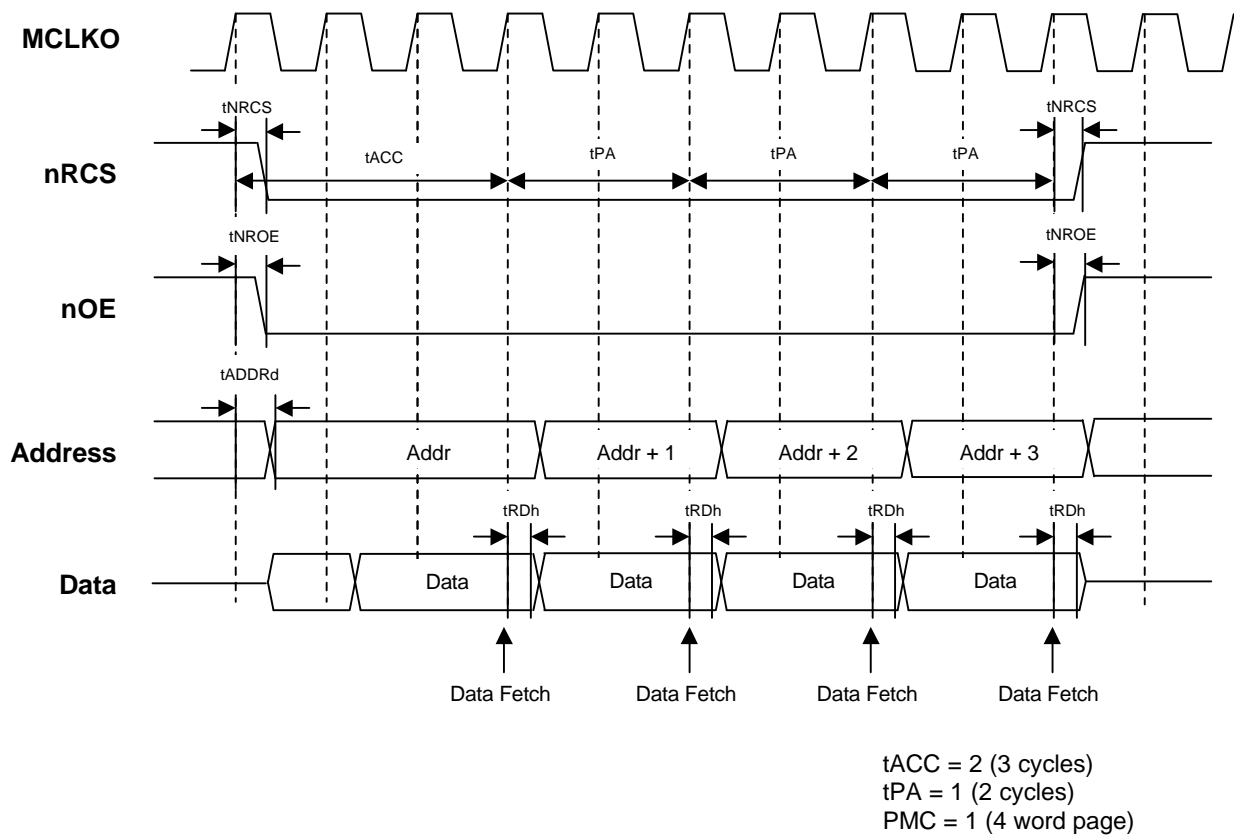 MCLKO
tNRCS
tNRCS
nRCS
tACC
tPA
tPA
tPA
tNROE
tNROE
nOE
tADDRd
Address
Addr
Addr + 1
Addr + 2
Addr + 3
tRDh
tRDh
tRDh
tRDh
Data
Data
Data
Data
Data
Data Fetch
Data Fetch
Data Fetch
Data Fetch
tACC = 2 (3 cycles)
tPA = 1 (2 cycles)
PMC = 1 (4 word page)